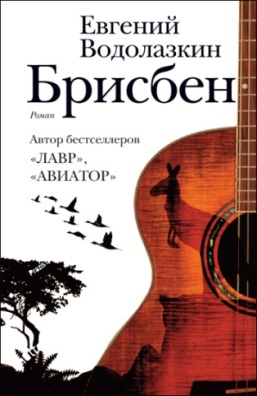 Евгений
Водолазкин
Брисбен
Роман
Автор бестселлеров
«ЛАВР»,
«АВИАТОР»